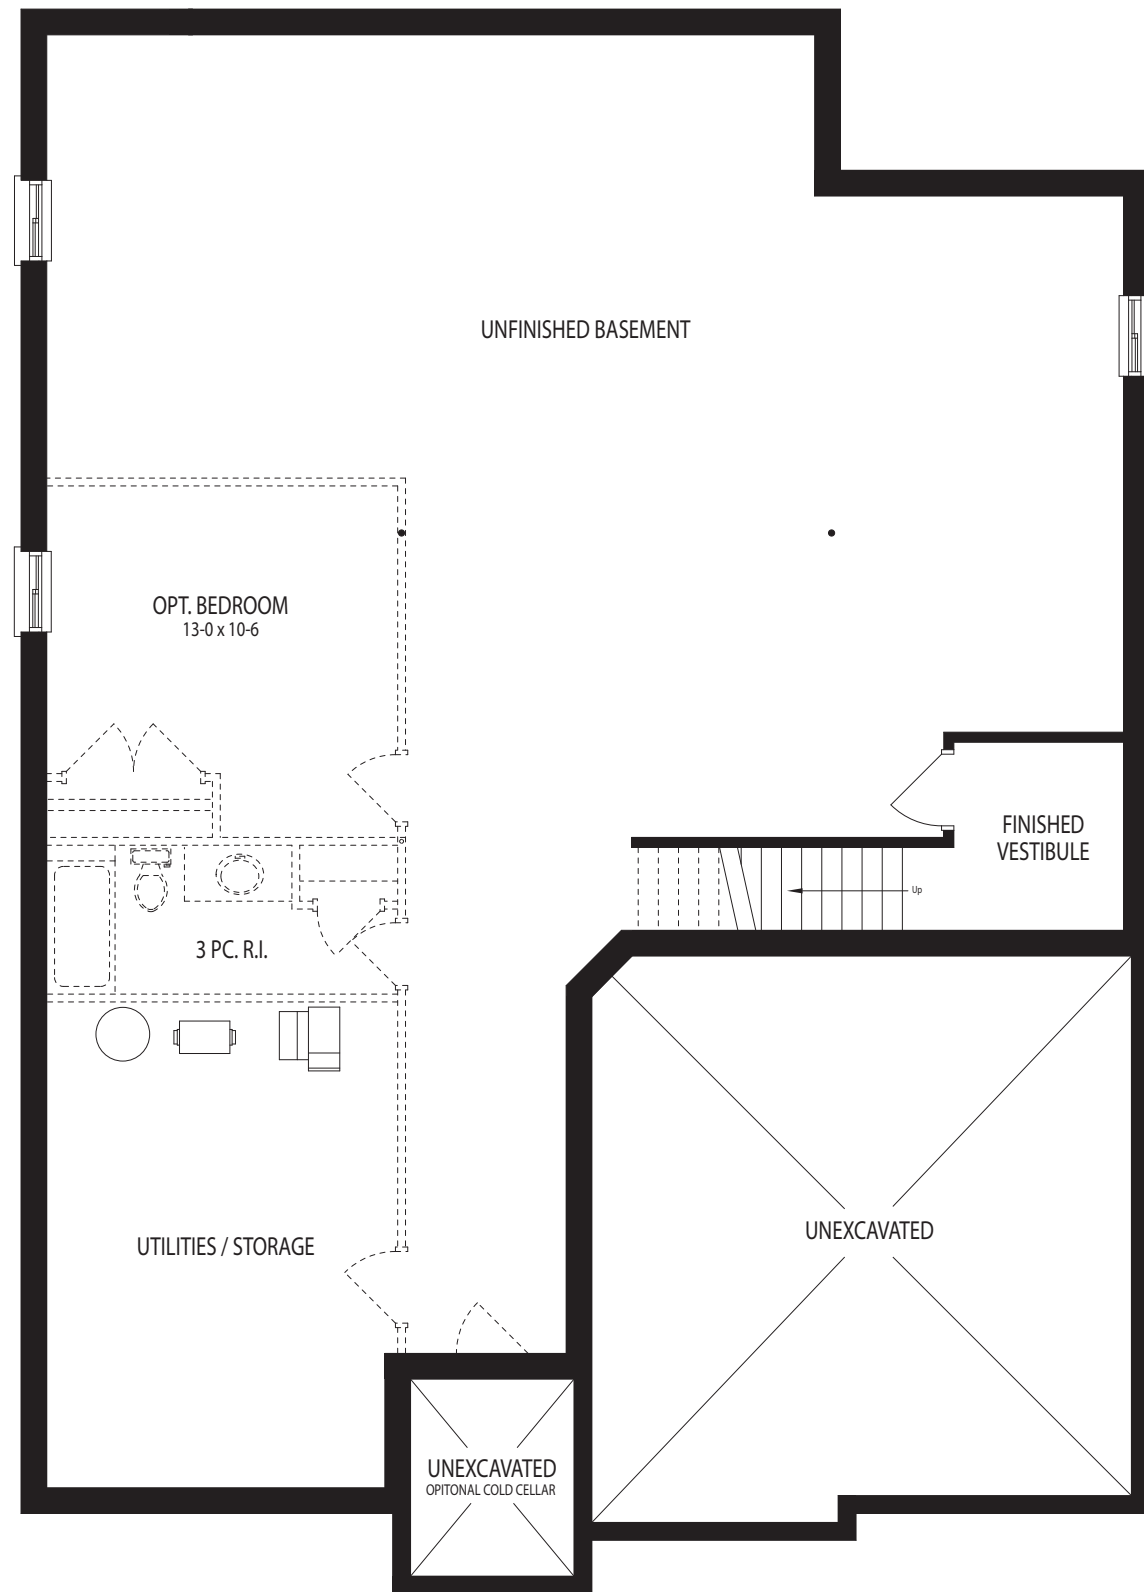 UNFINISHED BASEMENT
OPT. BEDROOM
13-0 x 10-6
FINISHED
VESTIBULE
Up
3 PC. R.I.
UTILITIES / STORAGE
UNEXCAVATED
UNEXCAVATED
OPITONAL COLD CELLAR